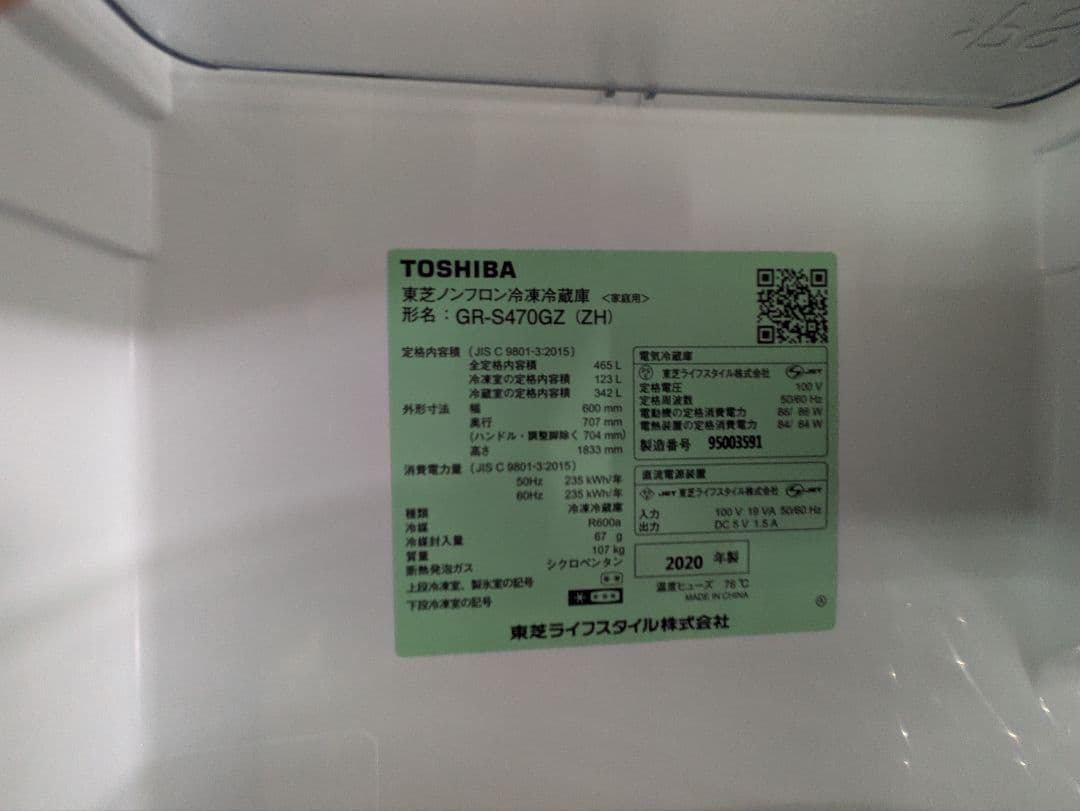 TOSHIBA
東芝ノンフロン冷凍冷蔵庫 <家庭用>
形名:GR-S470GZ (ZH)
定格内容積 (JIS C 9801-3:2015)
全定格内容積 465 L
冷凍室の定格内容積 123 L
冷蔵室の定格内容積 342 L
外形寸法 幅 600 mm
奥行 707 mm
(ハンドル・調整脚除く 704 mm)
高さ 1833 mm
消費電力量 (JIS C 9801-3:2015)
50Hz 235 kWh/年
60Hz 235 kWh/年
種類 冷凍冷蔵庫
冷媒 R600a
冷媒封入量 67 g
質量 107 kg
断熱発泡ガス シクロペンタン
上段冷凍室、製氷室の記号
下段冷凍室の記号
電気冷蔵庫
東芝ライフスタイル株式会社 JET
定格電圧 100 V
定格周波数 50/60 Hz
電動機の定格消費電力 86/ 86 W
電熱装置の定格消費電力 84/ 84 W
製造番号 95003591
直流電源装置
JET 東芝ライフスタイル株式会社 JET
入力 100 V 19 VA 50/60 Hz
出力 DC 5 V 1.5 A
2020 年製
温度ヒューズ 76 ℃
MADE IN CHINA
東芝ライフスタイル株式会社